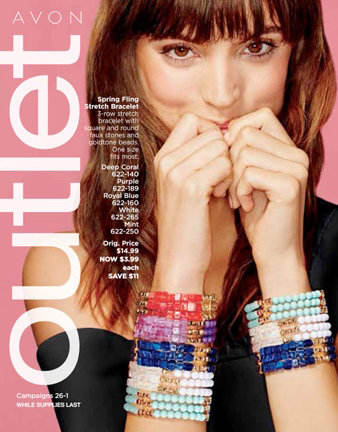 AVON
outlet
Spring Fling
Stretch Bracelet
3-row stretch
bracelet with
square and round
faux stones and
goldtone beads.
One size
fits most.
Deep Coral
622-140
Purple
622-189
Royal Blue
622-160
White
622-265
Mint
622-250
Orig. Price
$14.99
NOW $3.99
each
SAVE $11
Campaigns 26-1
WHILE SUPPLIES LAST